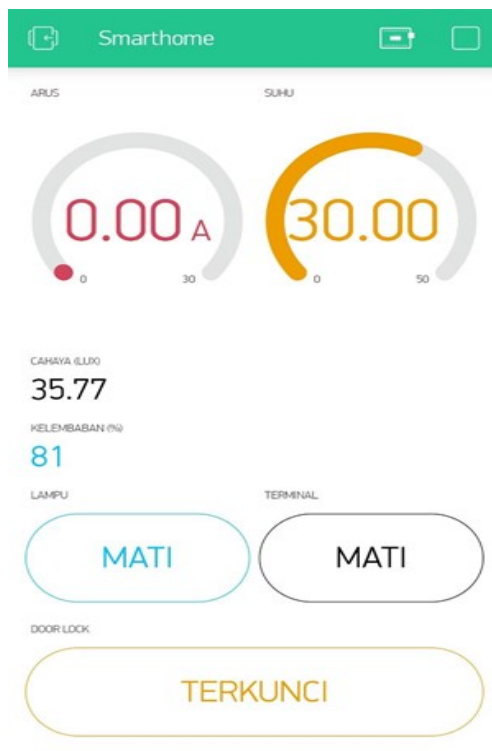 Smarthome
ARUS SUHU
0.00 A 30.00
0 30 0 50
CAHAYA (LUX)
35.77
KELEMBABAN (%)
81
LAMPU TERMINAL
MATI MATI
DOOR LOCK
TERKUNCI